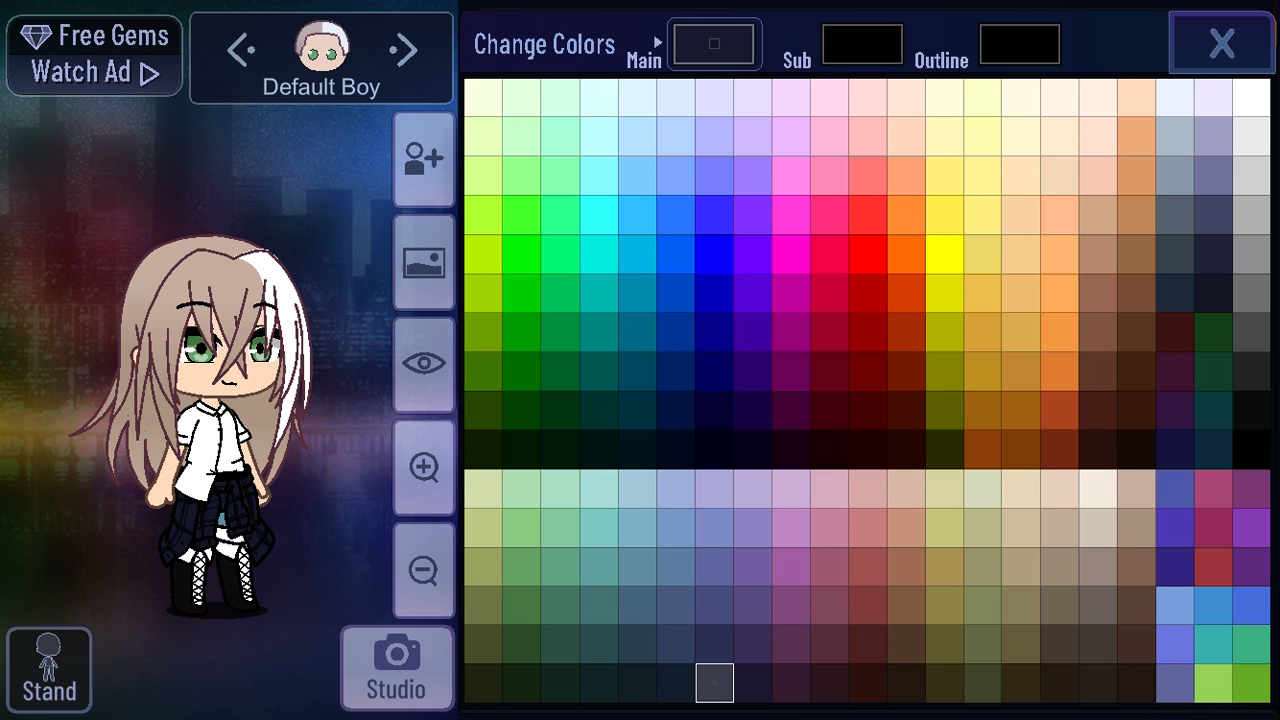 Free Gems
Watch Ad
Default Boy
Change Colors
Main
Sub
Outline
X
Stand
Studio